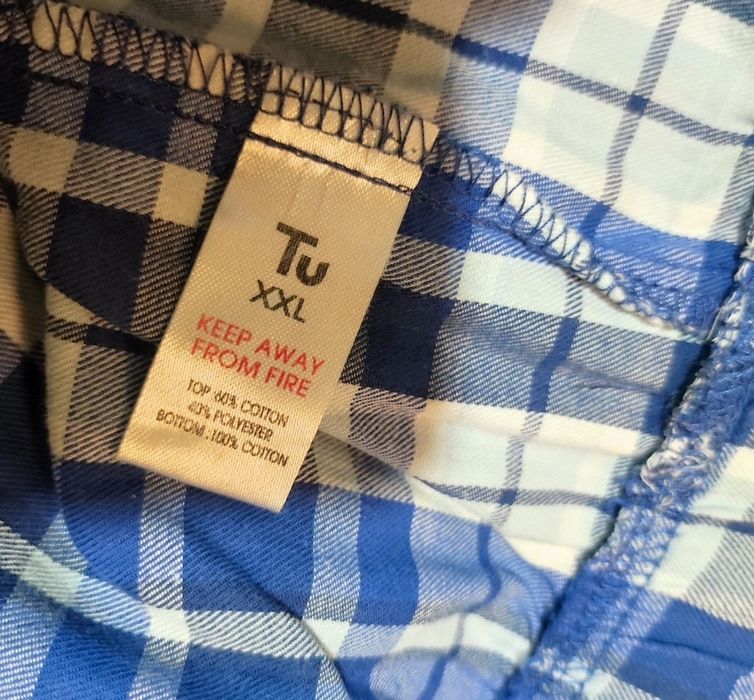 Tu
XXL
KEEP AWAY
FROM FIRE
TOP 60% COTTON
40% POLYESTER
BOTTOM :100% COTTON